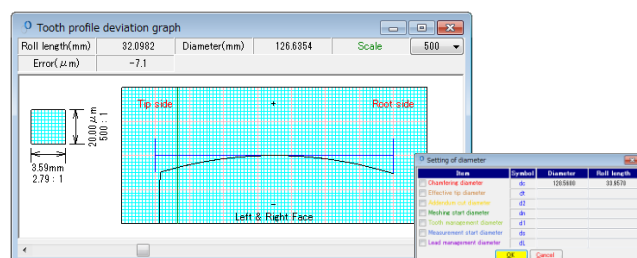 Tooth profile deviation graph
Roll length(mm) 32.0982 Diameter(mm) 126.6354 Scale 500
Error(μm) -7.1
Tip side + Root side
20.00μm
500 : 1
3.59mm
2.79 : 1
-
Left & Right Face
Setting of diameter
Item Symbol Diameter Roll length
Chamfering diameter dc 128.5600 33.9570
Effective tip diameter dt
d2
Meshing start diameter dn
Tooth management diameter d1
Measurement start diameter ds
Lead management diameter dL
OK Cancel